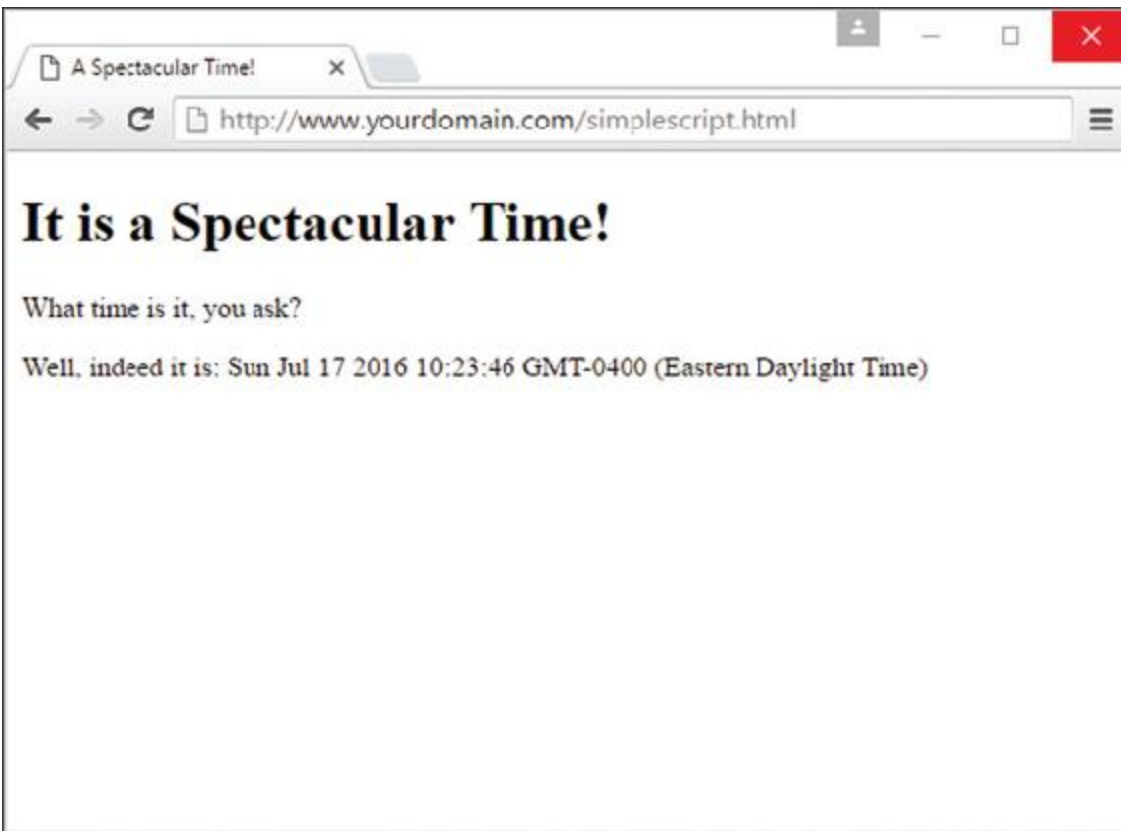 A Spectacular Time!
http://www.yourdomain.com/simplescript.html
It is a Spectacular Time!
What time is it, you ask?
Well, indeed it is: Sun Jul 17 2016 10:23:46 GMT-0400 (Eastern Daylight Time)